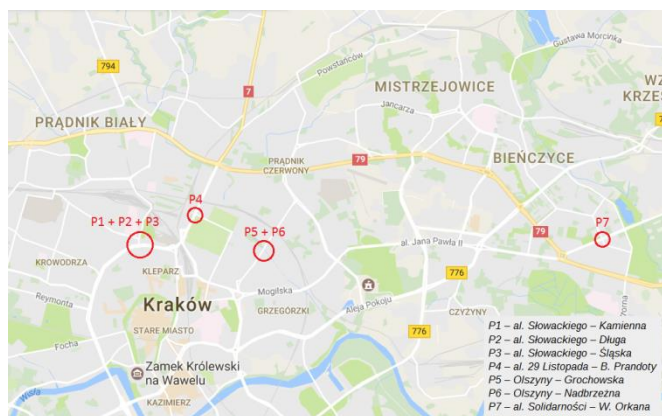 Gustawa Morcinka
Powstańców
794
7
MISTRZEJOWICE
WZ
KRZES
Jancarza
PRĄDNIK BIAŁY
PRĄDNIK
CZERWONY
79
BIEŃCZYCE
P4
P1 + P2 + P3
P5 + P6
P7
79
al. Jana Pawła II
KROWODRZA
KLEPARZ
776
Reymonta
Mogilska
Kraków
GRZEGÓRZKI
Aleja Pokoju
CZYŻYNY
STARE MIASTO
776
Focha
Zamek Królewski
na Wawelu
Wisła
KAZIMIERZ
P1 – al. Słowackiego – Kamienna
P2 – al. Słowackiego – Długa
P3 – al. Słowackiego – Śląska
P4 – al. 29 Listopada – B. Prandoty
P5 – Olszyny – Grochowska
P6 – Olszyny – Nadbrzezna
P7 – al. Solidarności – W. Orkana